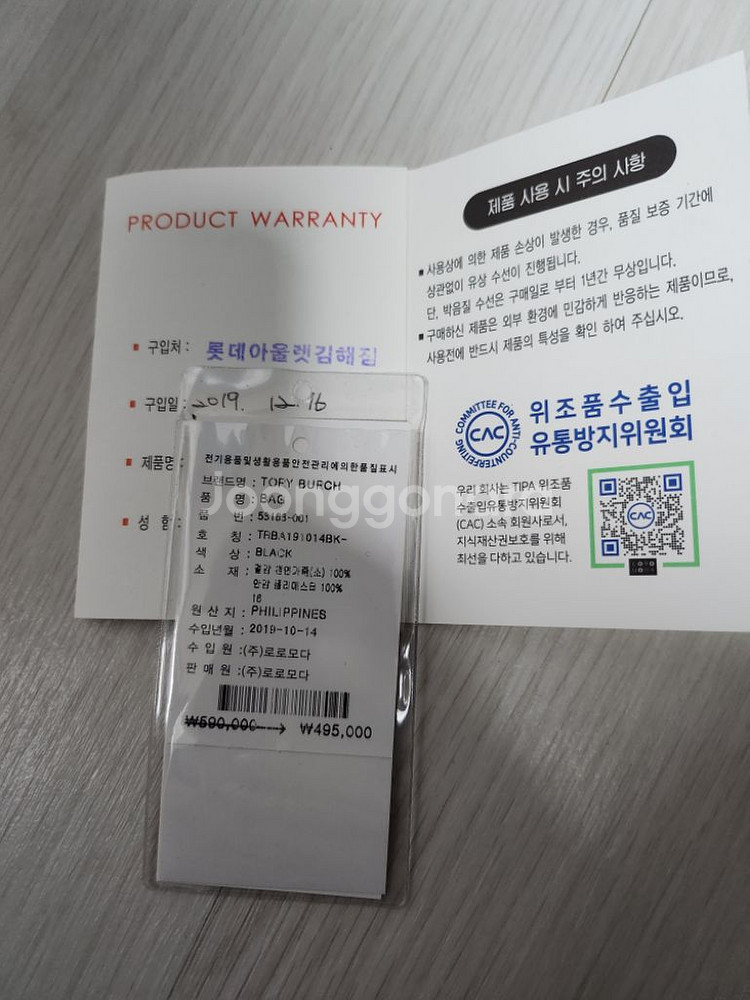 PRODUCT WARRANTY
구입처 : 롯데아울렛김해점
구입일 : 2019. 12. 16
제품명 :
성 함 :
제품 사용 시 주의 사항
사용상에 의한 제품 손상이 발생한 경우, 품질 보증 기간에
상관없이 유상 수선이 진행됩니다.
단, 박음질 수선은 구매일로 부터 1년간 무상입니다.
구매하신 제품은 외부 환경에 민감하게 반응하는 제품이므로,
사용전에 반드시 제품의 특성을 확인 하여 주십시오.
COMMITTEE FOR ANTI-COUNTERFEITING
CAC
위조품수출입
유통방지위원회
우리 회사는 TIPA 위조품
수출입유통방지위원회
(CAC) 소속 회원사로서,
지식재산권보호를 위해
최선을 다하고 있습니다.
CAC
전기용품및생활용품안전관리에의한품질표시
브랜드명 : TORY BURCH
품 명 : BAG
품 번 : 53163-001
호 칭 : TRBA191014BK-
색 상 : BLACK
소 재 : 겉감 천연가죽(소) 100%
안감 폴리에스터 100%
16
원 산 지 : PHILIPPINES
수입년월 : 2019-10-14
수 입 원 :(주)로로모다
판 매 원 :(주)로로모다
₩590,000 → ₩495,000